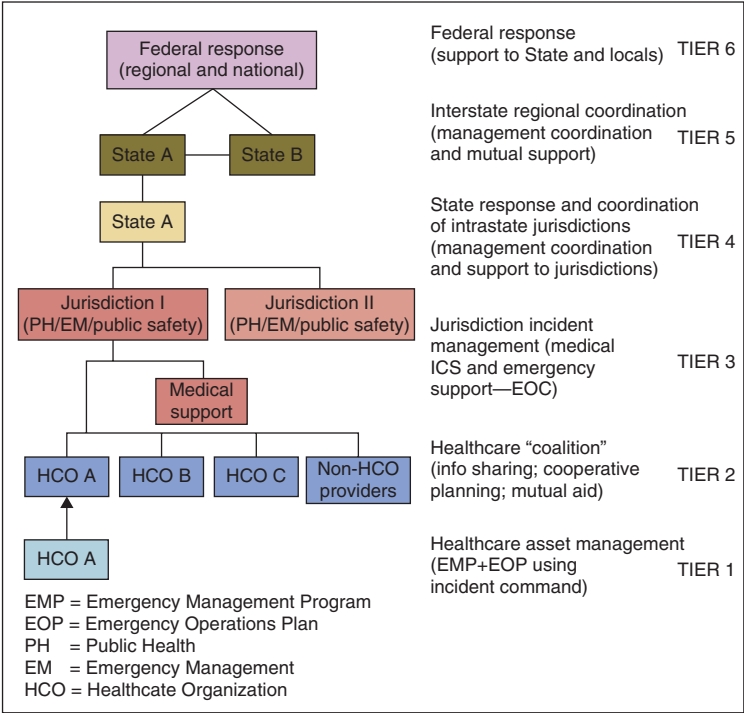 Federal response
(regional and national)
Federal response
(support to State and locals)
TIER 6
State A
State B
Interstate regional coordination
(management coordination
and mutual support)
TIER 5
State A
State response and coordination
of intrastate jurisdictions
(management coordination
and support to jurisdictions)
TIER 4
Jurisdiction I
(PH/EM/public safety)
Jurisdiction II
(PH/EM/public safety)
Medical
support
Jurisdiction incident
management (medical
ICS and emergency
support—EOC)
TIER 3
HCO A
HCO B
HCO C
Non-HCO
providers
Healthcare “coalition”
(info sharing; cooperative
planning; mutual aid)
TIER 2
HCO A
Healthcare asset management
(EMP+EOP using
incident command)
TIER 1
EMP = Emergency Management Program
EOP = Emergency Operations Plan
PH = Public Health
EM = Emergency Management
HCO = Healthcate Organization